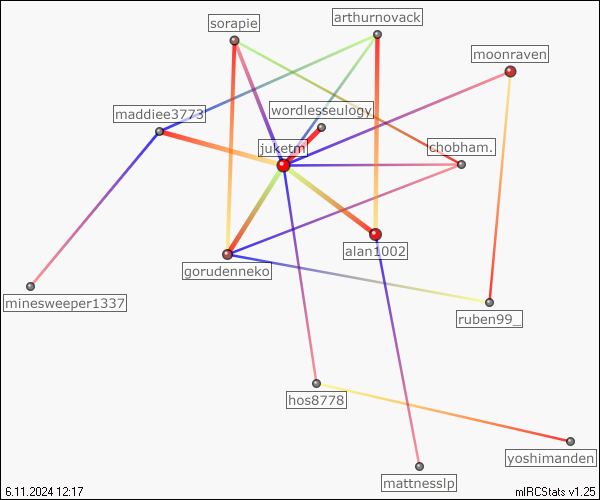 arthurnovack
sorapie
moonraven
maddiee3773
wordlesseulogy
juketm
chobham.
alan1002
gorudenneko
minesweeper1337
ruben99_
hos8778
yoshimanden
mattnesslp
6.11.2024 12:17
mIRCStats v1.25